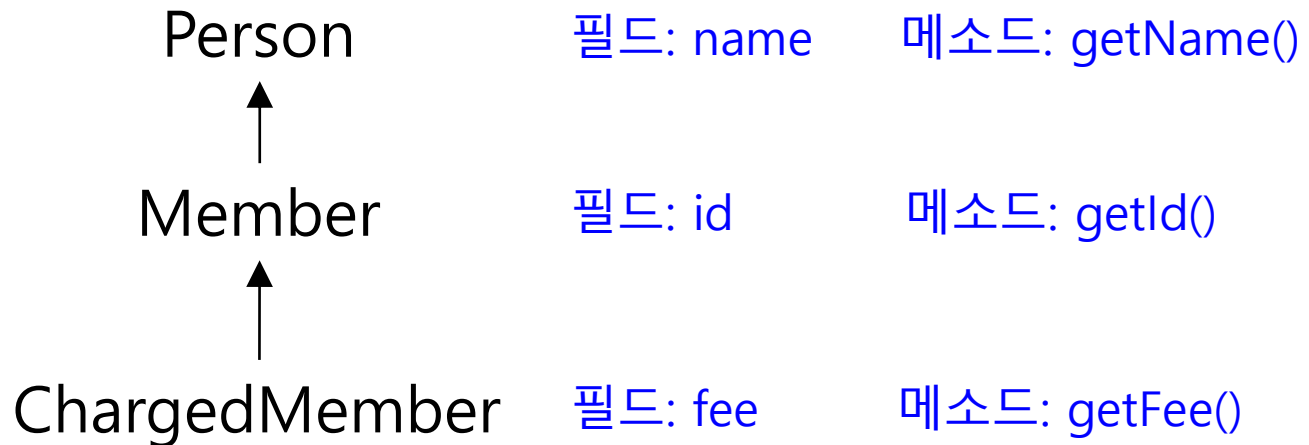 Person 필드: name 메소드: getName()
Member 필드: id 메소드: getId()
ChargedMember 필드: fee 메소드: getFee()